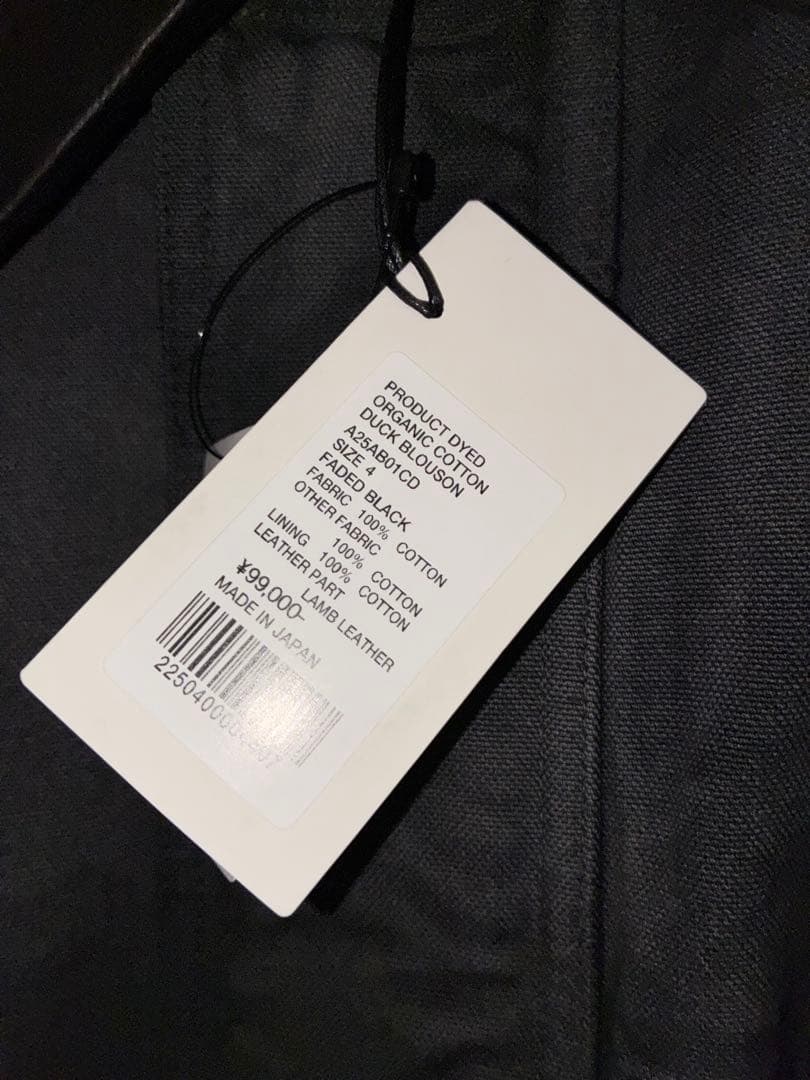 PRODUCT DYED
ORGANIC COTTON
DUCK BLOUSON
A25AB01CD
SIZE 4
FADED BLACK
FABRIC 100% COTTON
OTHER FABRIC
100% COTTON
LINING 100% COTTON
LEATHER PART
LAMB LEATHER
¥99,000-
MADE IN JAPAN